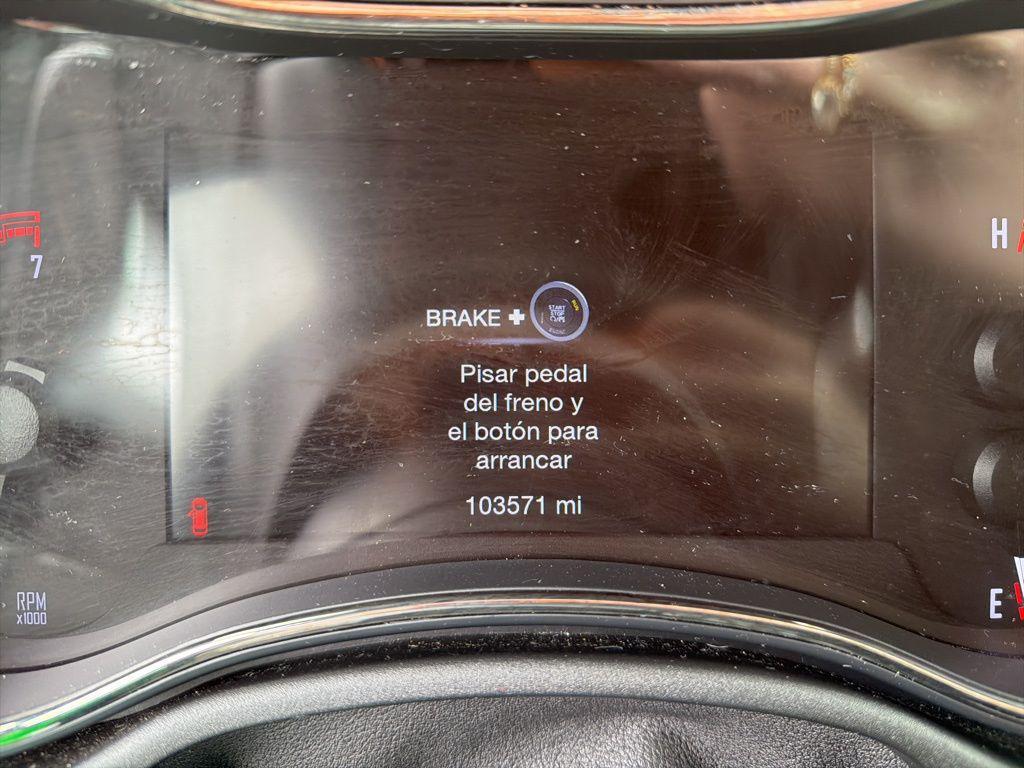 7
H
BRAKE +
START
STOP
Pisar pedal
del freno y
el botón para
arrancar
103571 mi
RPM
x1000
E